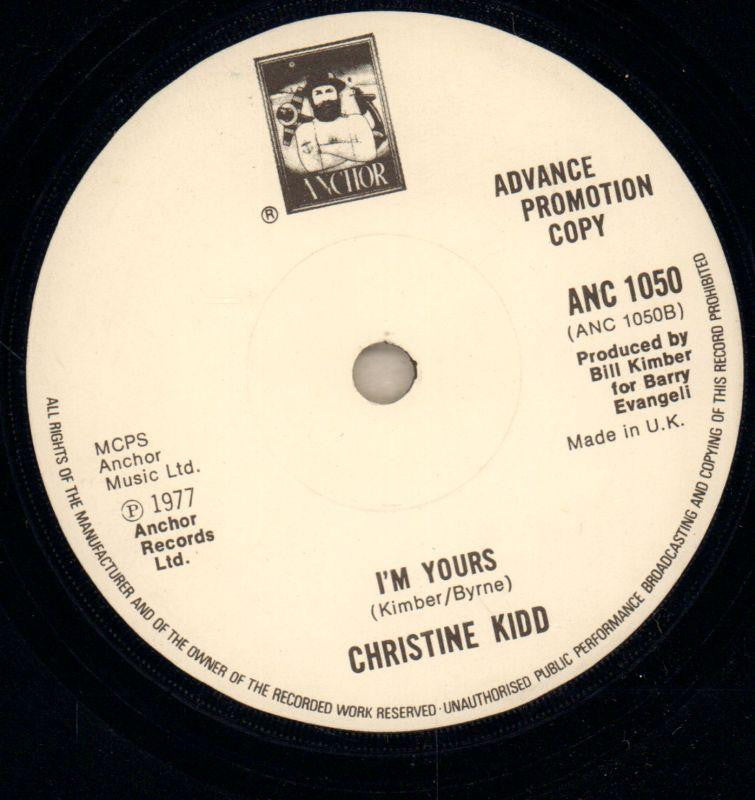 ANCHOR
®
ADVANCE
PROMOTION
COPY
ANC 1050
(ANC 1050B)
Produced by
Bill Kimber
for Barry
Evangeli
Made in U.K.
MCPS
Anchor
Music Ltd.
℗ 1977
Anchor
Records
Ltd.
I'M YOURS
(Kimber/Byrne)
CHRISTINE KIDD
ALL RIGHTS OF THE MANUFACTURER AND OF THE OWNER OF THE RECORDED WORK RESERVED · UNAUTHORISED PUBLIC PERFORMANCE BROADCASTING AND COPYING OF THIS RECORD PROHIBITED